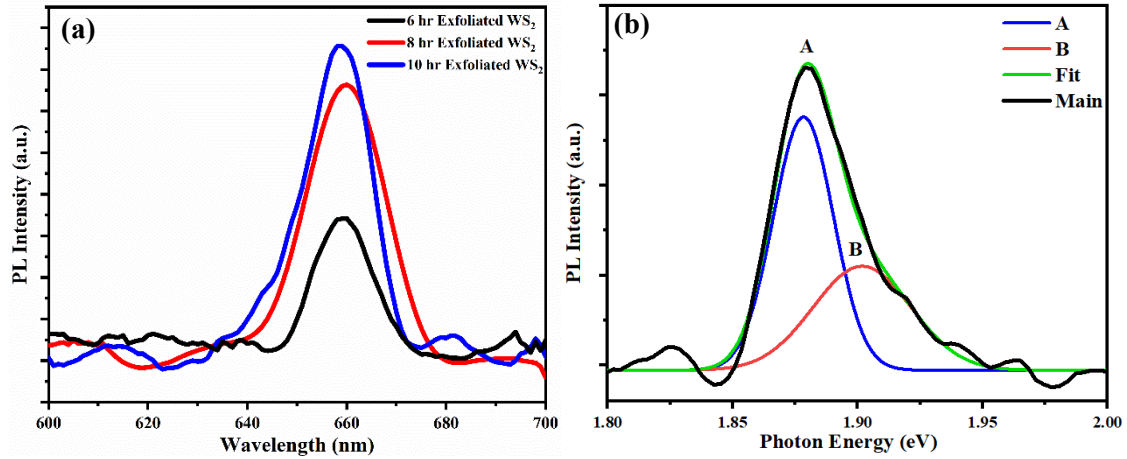 (a)
6 hr Exfoliated WS₂
8 hr Exfoliated WS₂
10 hr Exfoliated WS₂
PL Intensity (a.u.)
600 620 640 660 680 700
Wavelength (nm)
(b)
A
B
Fit
Main
A
B
PL Intensity (a.u.)
1.80 1.85 1.90 1.95 2.00
Photon Energy (eV)